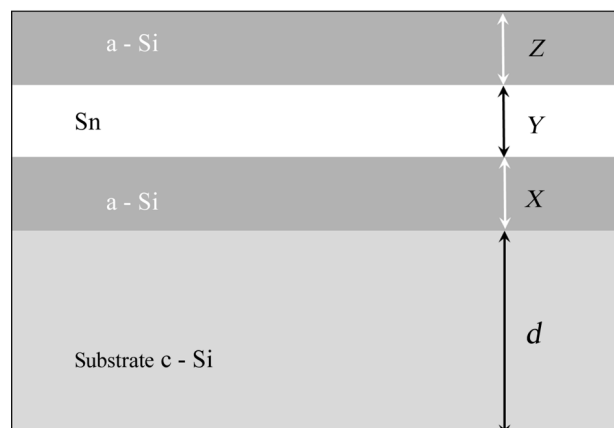 a - Si Z
Sn Y
a - Si X
d
Substrate c - Si